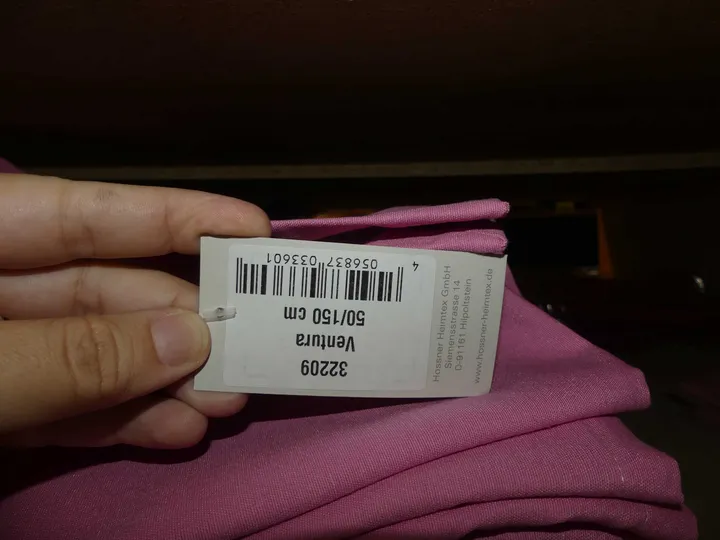 32209
Ventura
50/150 cm
4 056837 033601
Hossner Heimtex GmbH
Siemensstrasse 14
D-91161 Hilpoltstein
www.hossner-heimtex.de